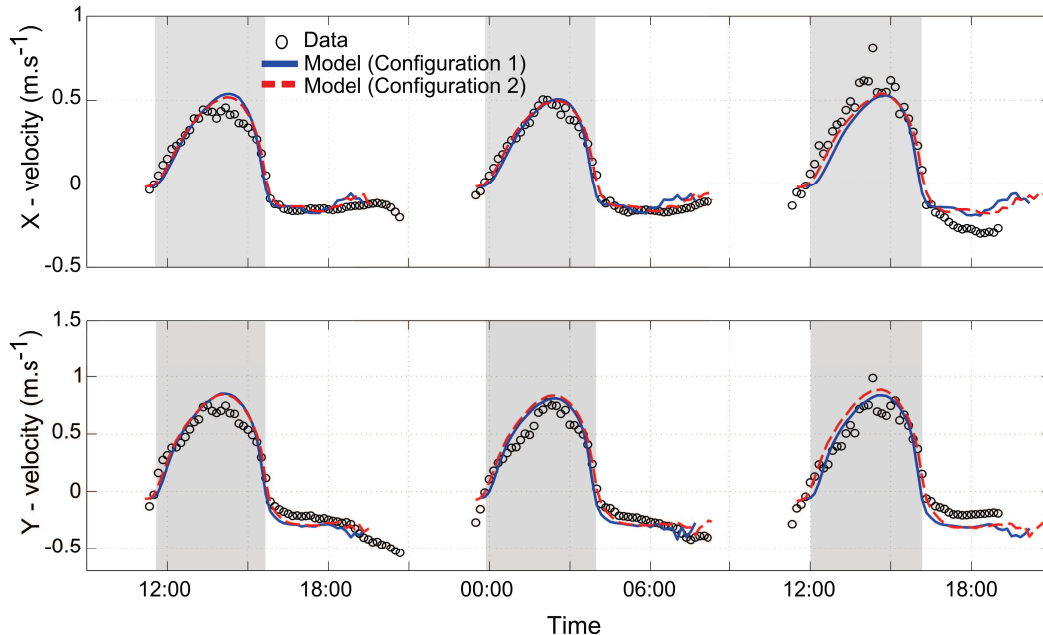 X - velocity (m.s-1)
1
0.5
0
-0.5
Data
Model (Configuration 1)
Model (Configuration 2)
Y - velocity (m.s-1)
1.5
1
0.5
0
-0.5
12:00 18:00 00:00 06:00 12:00 18:00
Time